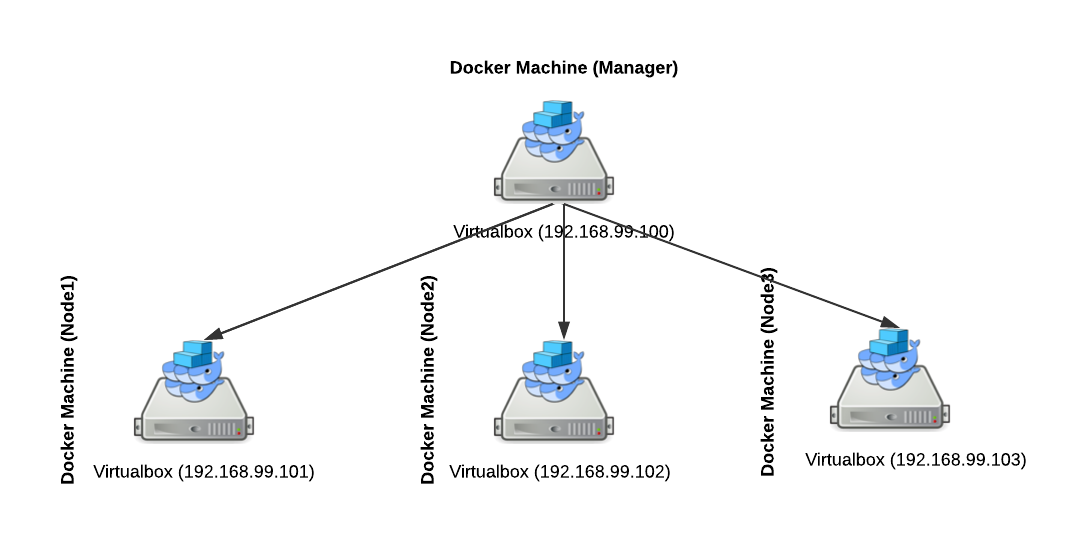 Docker Machine (Manager)
Virtualbox (192.168.99.100)
Docker Machine (Node1)
Virtualbox (192.168.99.101)
Docker Machine (Node2)
Virtualbox (192.168.99.102)
Docker Machine (Node3)
Virtualbox (192.168.99.103)